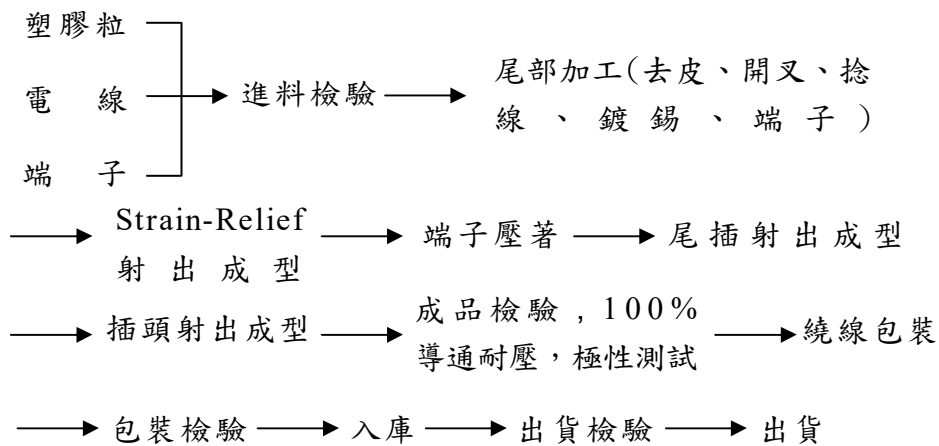 塑膠粒
電線
端子
進料檢驗
尾部加工(去皮、開叉、捻
線、鍍錫、端子)
Strain-Relief
射出成型
端子壓著
尾插射出成型
插頭射出成型
成品檢驗,100%
導通耐壓，極性測試
繞線包裝
包裝檢驗
入庫
出貨檢驗
出貨